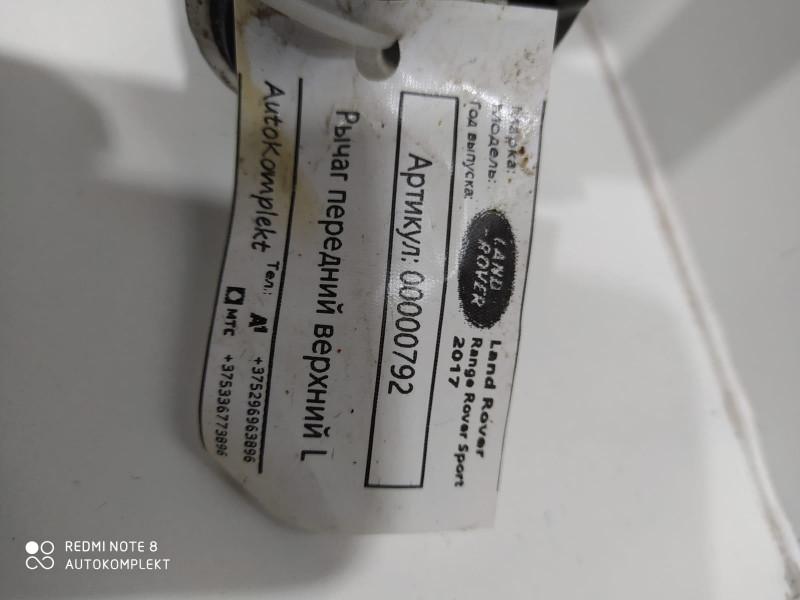 Марка:
Land Rover
Модель:
Range Rover Sport
Год выпуска:
2017
LAND
ROVER
Артикул: 00000792
Рычаг передний верхний L
AutoKomplekt
Тел.:
A1
+375296963896
МТС
+375336773896
REDMI NOTE 8
AUTOKOMPLEKT